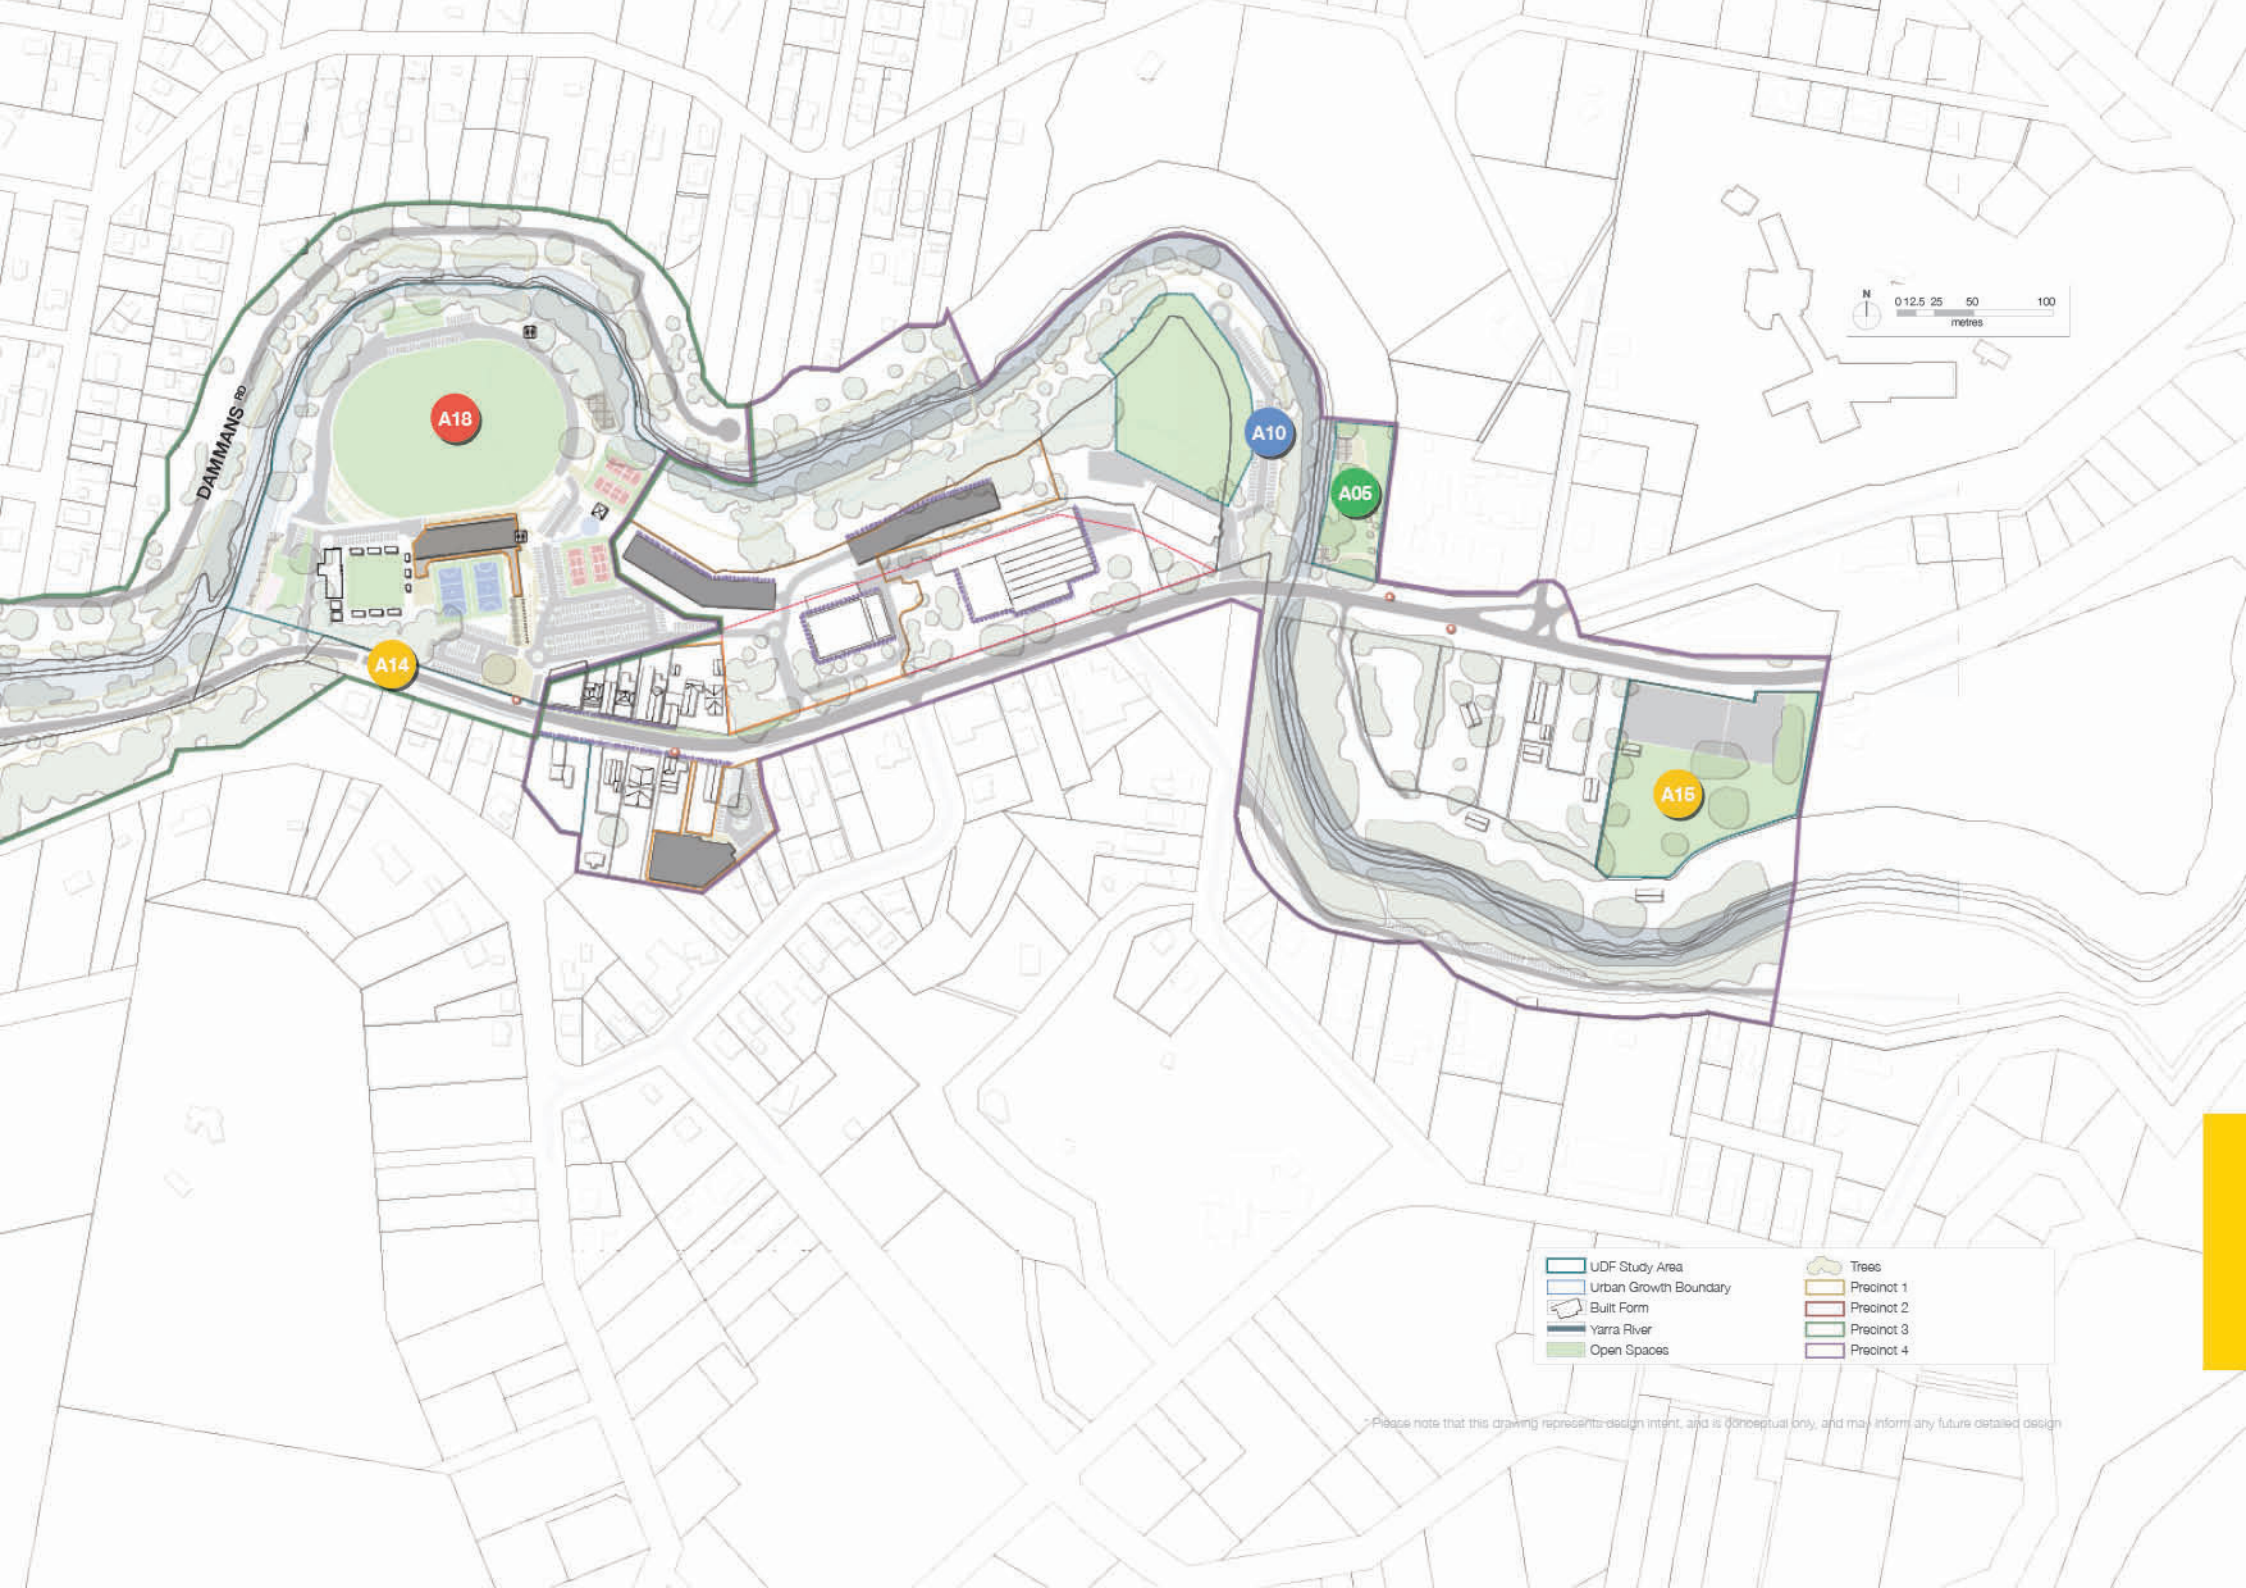 N
0 12.5 25 50 100
metres
DAMMANS RD
A18
A10
A05
A14
A15
UDF Study Area
Urban Growth Boundary
Built Form
Yarra River
Open Spaces
Trees
Precinct 1
Precinct 2
Precinct 3
Precinct 4
* Please note that this drawing represents design intent, and is conceptual only, and may inform any future detailed design